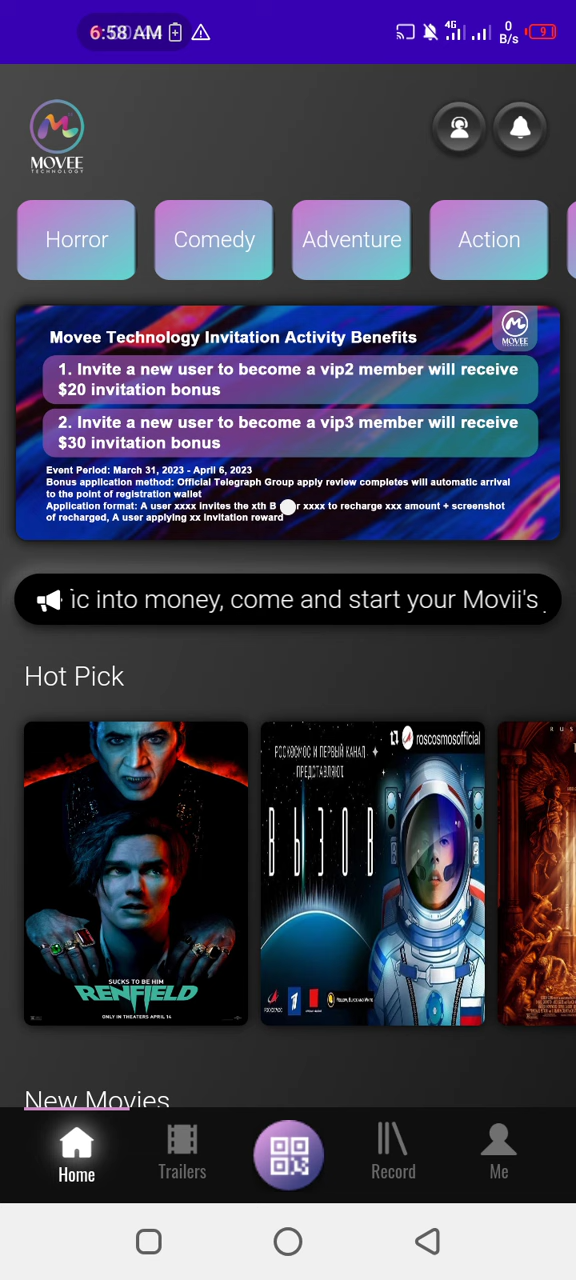 6:58 AM
4G
0
B/s
9
MOVEE
TECHNOLOGY
Horror
Comedy
Adventure
Action
MOVEE
Movee Technology Invitation Activity Benefits
1. Invite a new user to become a vip2 member will receive
$20 invitation bonus
2. Invite a new user to become a vip3 member will receive
$30 invitation bonus
Event Period: March 31, 2023 - April 6, 2023
Bonus application method: Official Telegraph Group apply review completes will automatic arrival
to the point of registration wallet
Application format: A user xxxx invites the xth B r xxxx to recharge xxx amount + screenshot
of recharged, A user applying xx invitation reward
ic into money, come and start your Movii's
Hot Pick
SUCKS TO BE HIM
RENFIELD
ONLY IN THEATERS APRIL 14
roscosmosofficial
РОСКОСМОС И ПЕРВЫЙ КАНАЛ
ПРЕДСТАВЛЯЮТ
ВЫЗОВ
R U S
New Movies
Home
Trailers
Record
Me